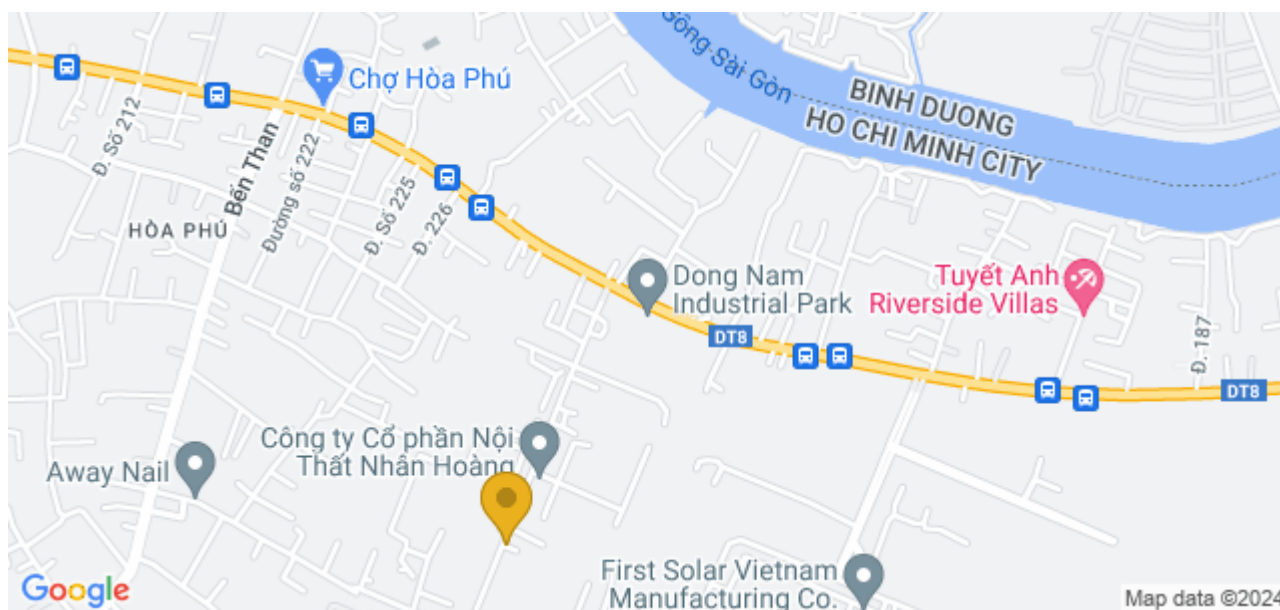 Sông Sài Gòn
BINH DUONG
HO CHI MINH CITY
Chợ Hòa Phú
Đ. Số 212
Bến Than
Đường số 222
Đ. Số 225
Đ. 226
HÒA PHÚ
Dong Nam
Industrial Park
Tuyết Anh
Riverside Villas
DT8
Đ. 187
DT8
Công ty Cổ phần Nội
Thất Nhân Hoàng
Away Nail
First Solar Vietnam
Manufacturing Co.
Google
Map data ©2024